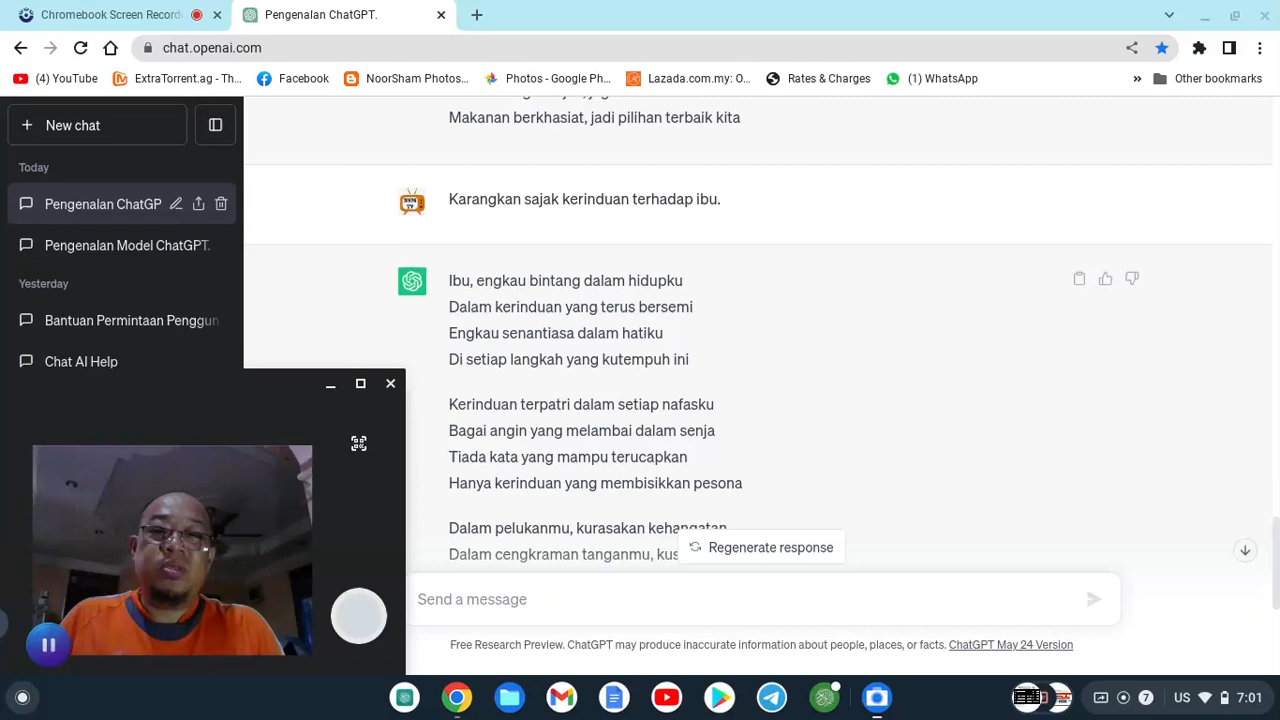 Chromebook Screen Record
Pengenalan ChatGPT.
chat.openai.com
(4) YouTube
ExtraTorrent.ag - Th...
Facebook
NoorSham Photos...
Photos - Google Ph...
Lazada.com.my: O...
Rates & Charges
(1) WhatsApp
»
Other bookmarks
New chat
Today
Pengenalan ChatGP
Pengenalan Model ChatGPT.
Yesterday
Bantuan Permintaan Penggun
Chat AI Help
Makanan berkhasiat, jadi pilihan terbaik kita
Karangkan sajak kerinduan terhadap ibu.
Ibu, engkau bintang dalam hidupku
Dalam kerinduan yang terus bersemi
Engkau senantiasa dalam hatiku
Di setiap langkah yang kutempuh ini
Kerinduan terpatri dalam setiap nafasku
Bagai angin yang melambai dalam senja
Tiada kata yang mampu terucapkan
Hanya kerinduan yang membisikkan pesona
Dalam pelukanmu, kurasakan kehangatan
Dalam cengkraman tanganmu, kus
Regenerate response
Send a message
Free Research Preview. ChatGPT may produce inaccurate information about people, places, or facts. ChatGPT May 24 Version
7
US
7:01